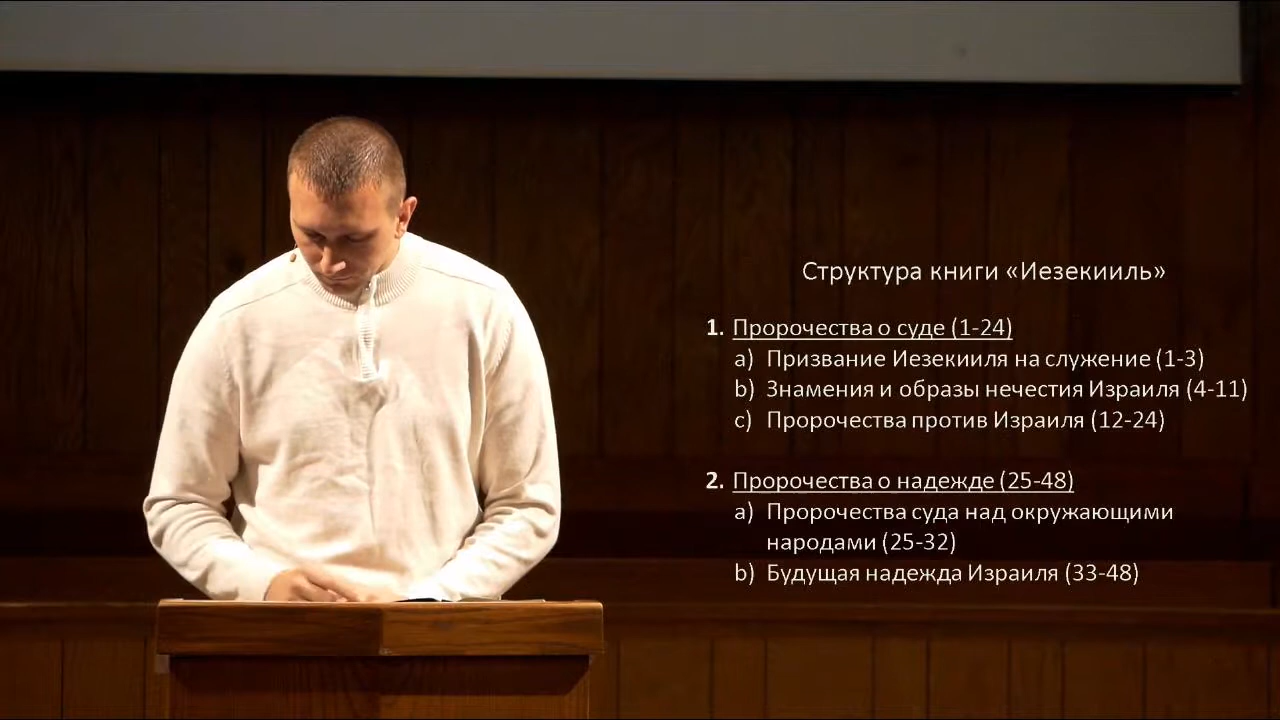 Структура книги «Иезекииль»
1. Пророчества о суде (1-24)
a) Призвание Иезекииля на служение (1-3)
b) Знамения и образы нечестия Израиля (4-11)
c) Пророчества против Израиля (12-24)
2. Пророчества о надежде (25-48)
a) Пророчества суда над окружающими
народами (25-32)
b) Будущая надежда Израиля (33-48)